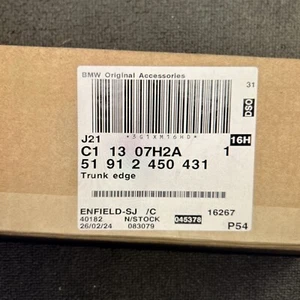 BMW Original Accessories
31
DSO
J21
16H
C1 13 07H2A 1
51 91 2 450 431
Trunk edge
ENFIELD-SJ /C 16267
40182 N/STOCK 045378
26/02/24 083079 P54